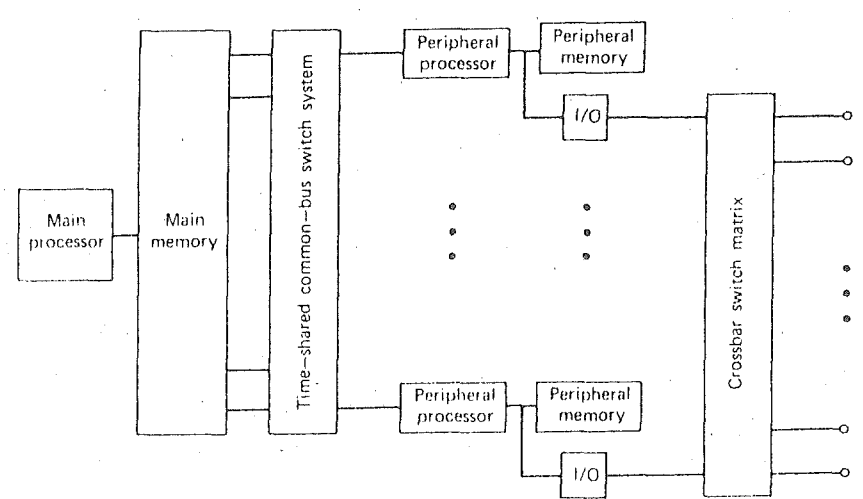 Main
processor
Main
memory
Time-shared common-bus switch system
Peripheral
processor
Peripheral
memory
I/O
Peripheral
processor
Peripheral
memory
I/O
Crossbar switch matrix